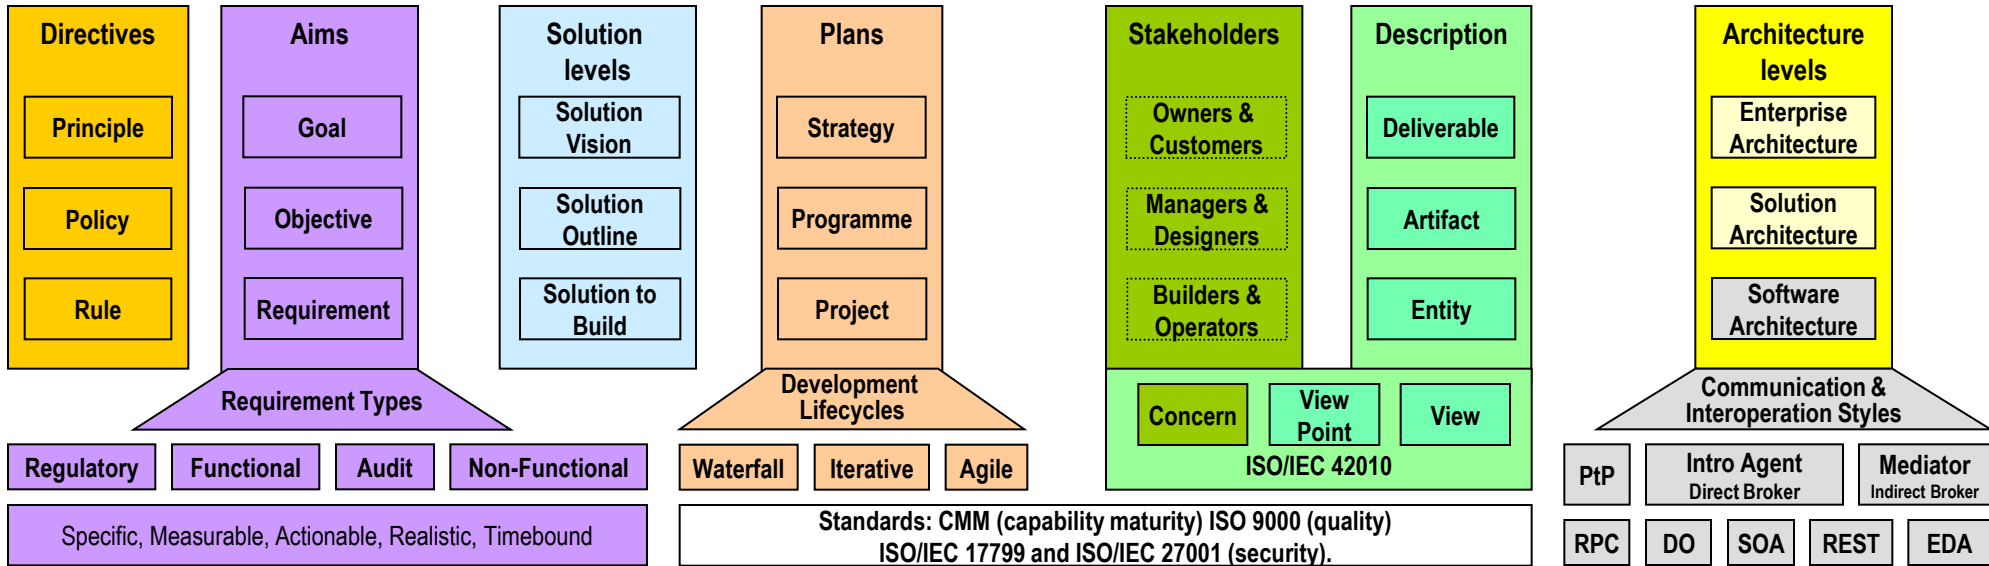 Directives
Principle
Policy
Rule
Aims
Goal
Objective
Requirement
Requirement Types
Regulatory
Functional
Audit
Non-Functional
Specific, Measurable, Actionable, Realistic, Timebound
Solution
levels
Solution
Vision
Solution
Outline
Solution to
Build
Plans
Strategy
Programme
Project
Development
Lifecycles
Waterfall
Iterative
Agile
Standards: CMM (capability maturity) ISO 9000 (quality)
ISO/IEC 17799 and ISO/IEC 27001 (security).
Stakeholders
Owners &
Customers
Managers &
Designers
Builders &
Operators
Description
Deliverable
Artifact
Entity
Concern
View
Point
View
ISO/IEC 42010
Architecture
levels
Enterprise
Architecture
Solution
Architecture
Software
Architecture
Communication &
Interoperation Styles
PtP
Intro Agent
Direct Broker
Mediator
Indirect Broker
RPC
DO
SOA
REST
EDA